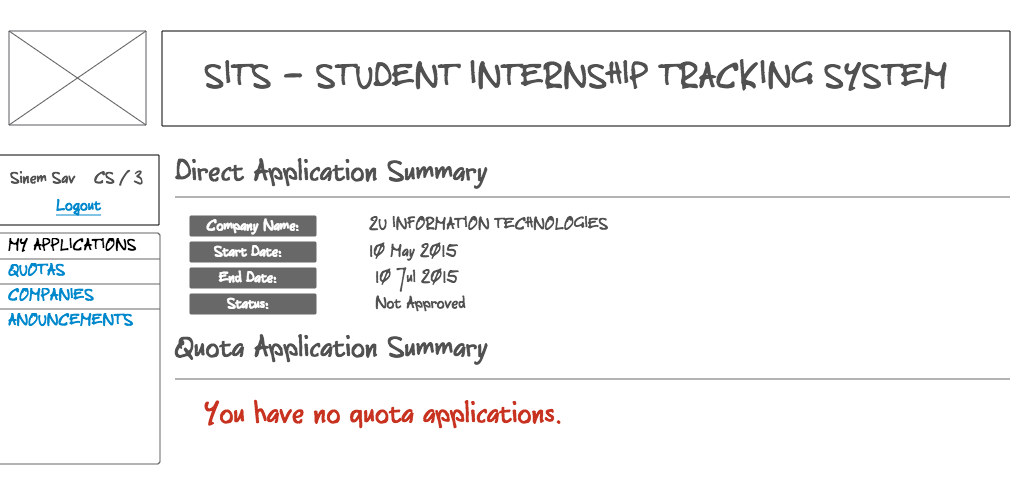 SITS - STUDENT INTERNSHIP TRACKING SYSTEM
Sinem Sav CS / 3
Logout
MY APPLICATIONS
QUOTAS
COMPANIES
ANOUNCEMENTS
Direct Application Summary
Company Name: 2U INFORMATION TECHNOLOGIES
Start Date: 10 May 2015
End Date: 10 Jul 2015
Status: Not Approved
Quota Application Summary
You have no quota applications.